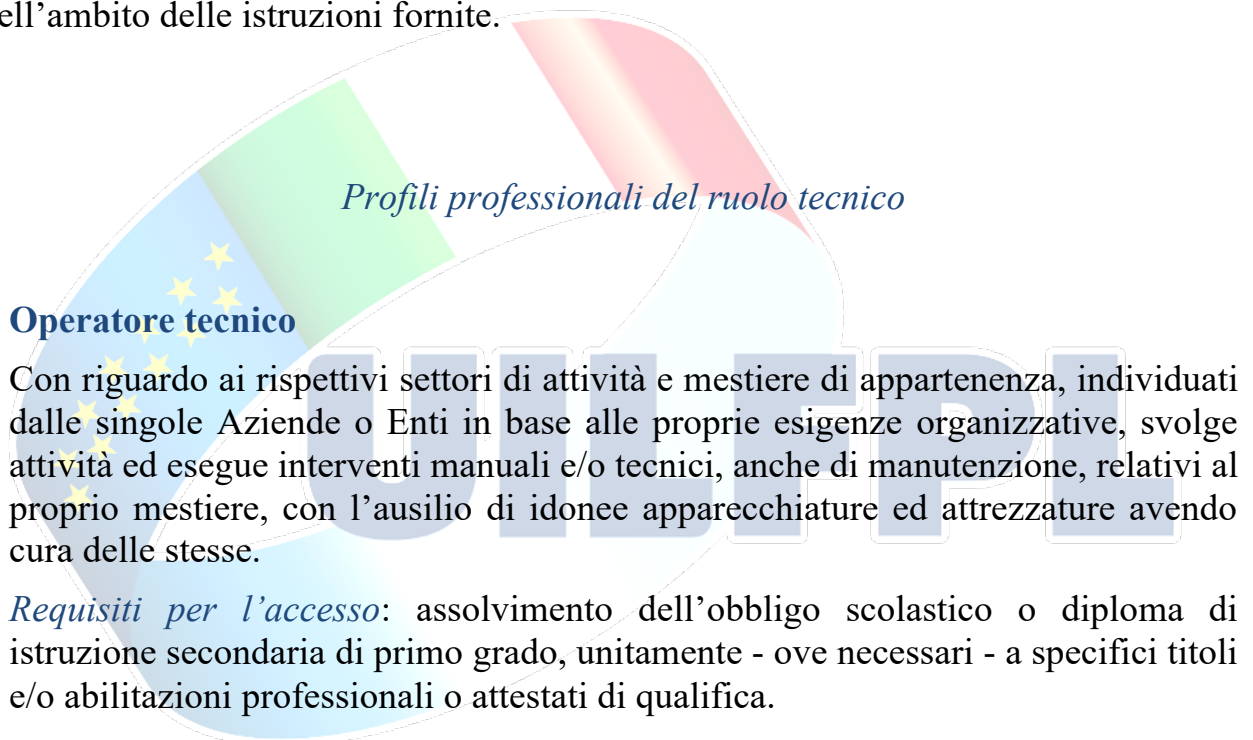 ell’ambito delle istruzioni fornite.
Profili professionali del ruolo tecnico
Operatore tecnico
Con riguardo ai rispettivi settori di attività e mestiere di appartenenza, individuati
dalle singole Aziende o Enti in base alle proprie esigenze organizzative, svolge
attività ed esegue interventi manuali e/o tecnici, anche di manutenzione, relativi al
proprio mestiere, con l’ausilio di idonee apparecchiature ed attrezzature avendo
cura delle stesse.
Requisiti per l’accesso: assolvimento dell’obbligo scolastico o diploma di
istruzione secondaria di primo grado, unitamente - ove necessari - a specifici titoli
e/o abilitazioni professionali o attestati di qualifica.
UILFPL